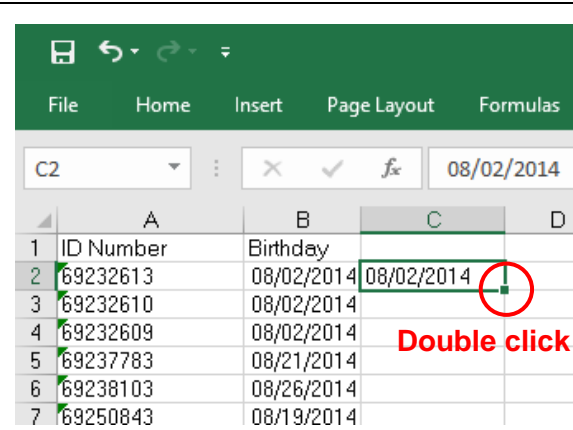 File Home Insert Page Layout Formulas
C2 fx 08/02/2014
A B C D
1 ID Number Birthday
2 69232613 08/02/2014 08/02/2014
3 69232610 08/02/2014
4 69232609 08/02/2014
Double click
5 69237783 08/21/2014
6 69238103 08/26/2014
7 69250843 08/19/2014